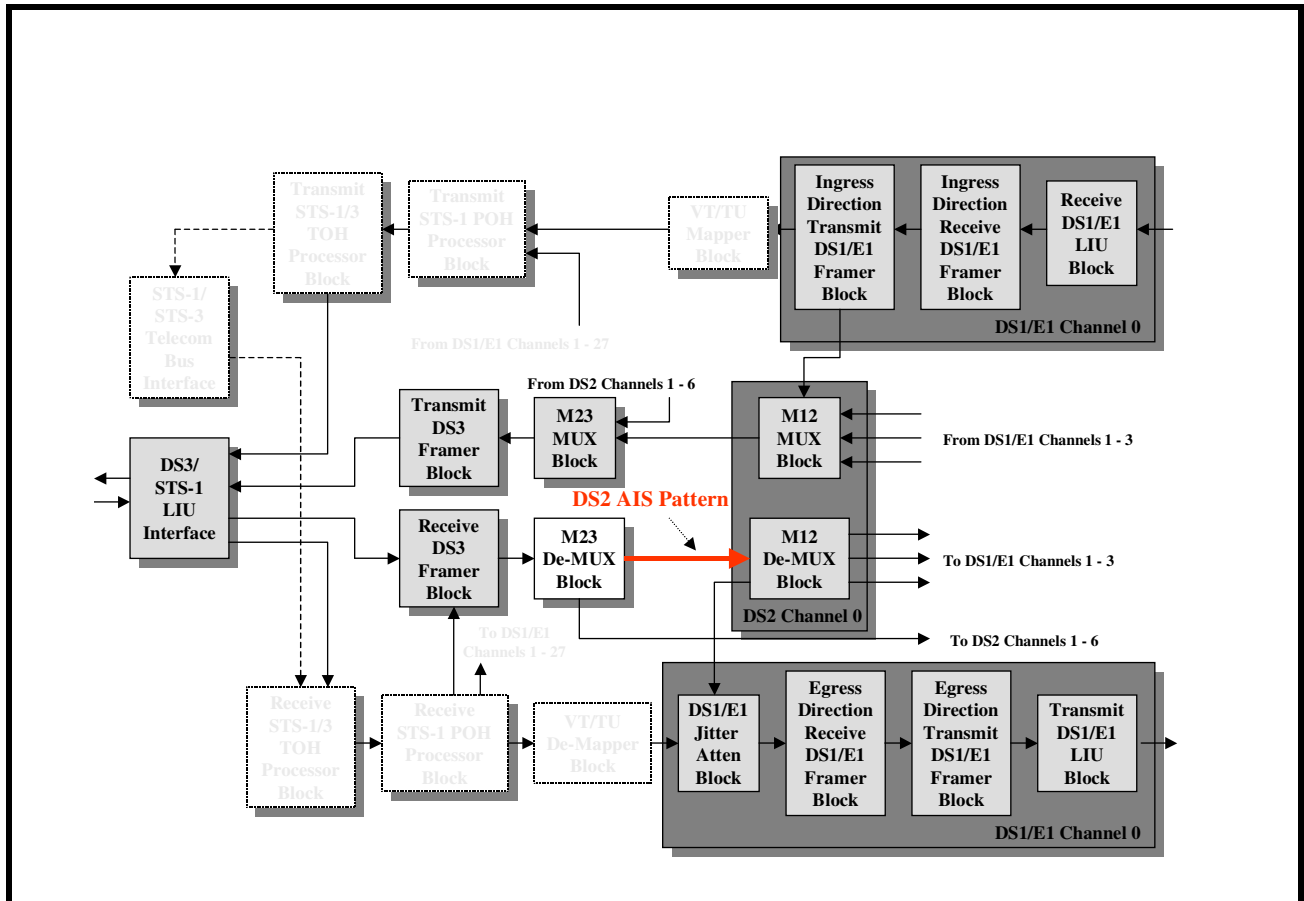 Transmit
STS-1/3
TOH
Processor
Block
Transmit
STS-1 POH
Processor
Block
VT/TU
Mapper
Block
Ingress
Direction
Transmit
DS1/E1
Framer
Block
Ingress
Direction
Receive
DS1/E1
Framer
Block
Receive
DS1/E1
LIU
Block
DS1/E1 Channel 0
STS-1/
STS-3
Telecom
Bus
Interface
From DS1/E1 Channels 1 - 27
From DS2 Channels 1 - 6
Transmit
DS3
Framer
Block
M23
MUX
Block
M12
MUX
Block
From DS1/E1 Channels 1 - 3
DS3/
STS-1
LIU
Interface
DS2 AIS Pattern
Receive
DS3
Framer
Block
M23
De-MUX
Block
M12
De-MUX
Block
To DS1/E1 Channels 1 - 3
DS2 Channel 0
To DS1/E1
Channels 1 - 27
To DS2 Channels 1 - 6
Receive
STS-1/3
TOH
Processor
Block
Receive
STS-1 POH
Processor
Block
VT/TU
De-Mapper
Block
DS1/E1
Jitter
Atten
Block
Egress
Direction
Receive
DS1/E1
Framer
Block
Egress
Direction
Transmit
DS1/E1
Framer
Block
Transmit
DS1/E1
LIU
Block
DS1/E1 Channel 0